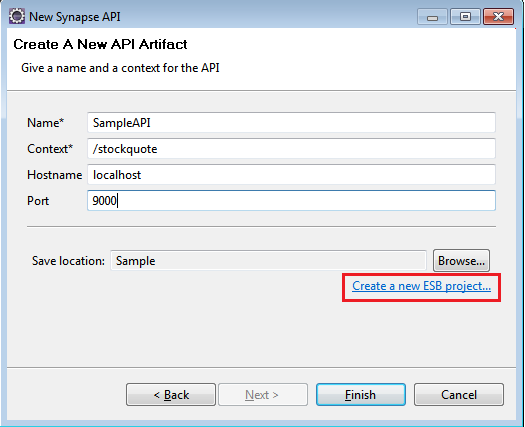 New Synapse API
Create A New API Artifact
Give a name and a context for the API
Name* SampleAPI
Context* /stockquote
Hostname localhost
Port 9000
Save location: Sample Browse...
Create a new ESB project...
< Back Next > Finish Cancel